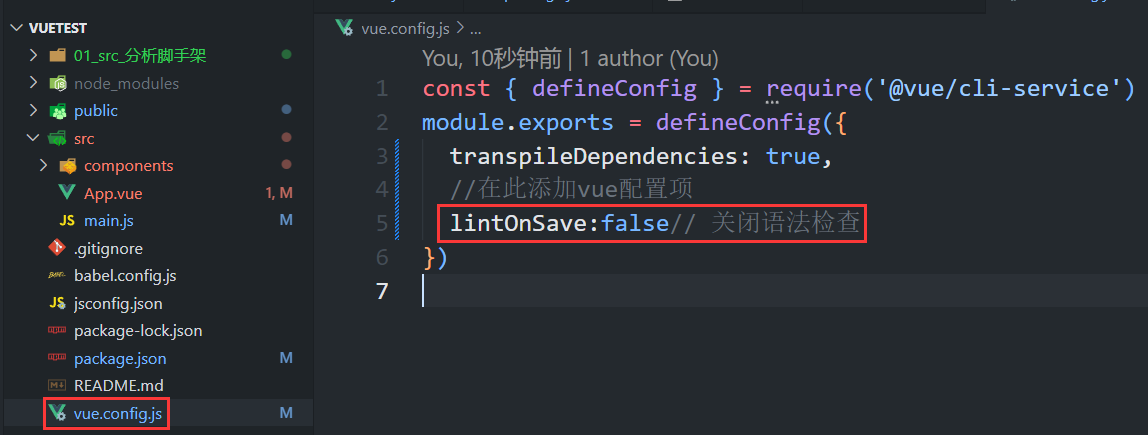 VUETEST
01_src_分析脚手架
node_modules
public
src
components
App.vue 1, M
JS main.js M
.gitignore
babel.config.js
JS jsconfig.json
package-lock.json
package.json M
README.md
vue.config.js M
vue.config.js > ...
You, 10秒钟前 | 1 author (You)
1 const { defineConfig } = require('@vue/cli-service')
2 module.exports = defineConfig({
3 transpileDependencies: true,
4 //在此添加vue配置项
5 lintOnSave:false// 关闭语法检查
6 })
7